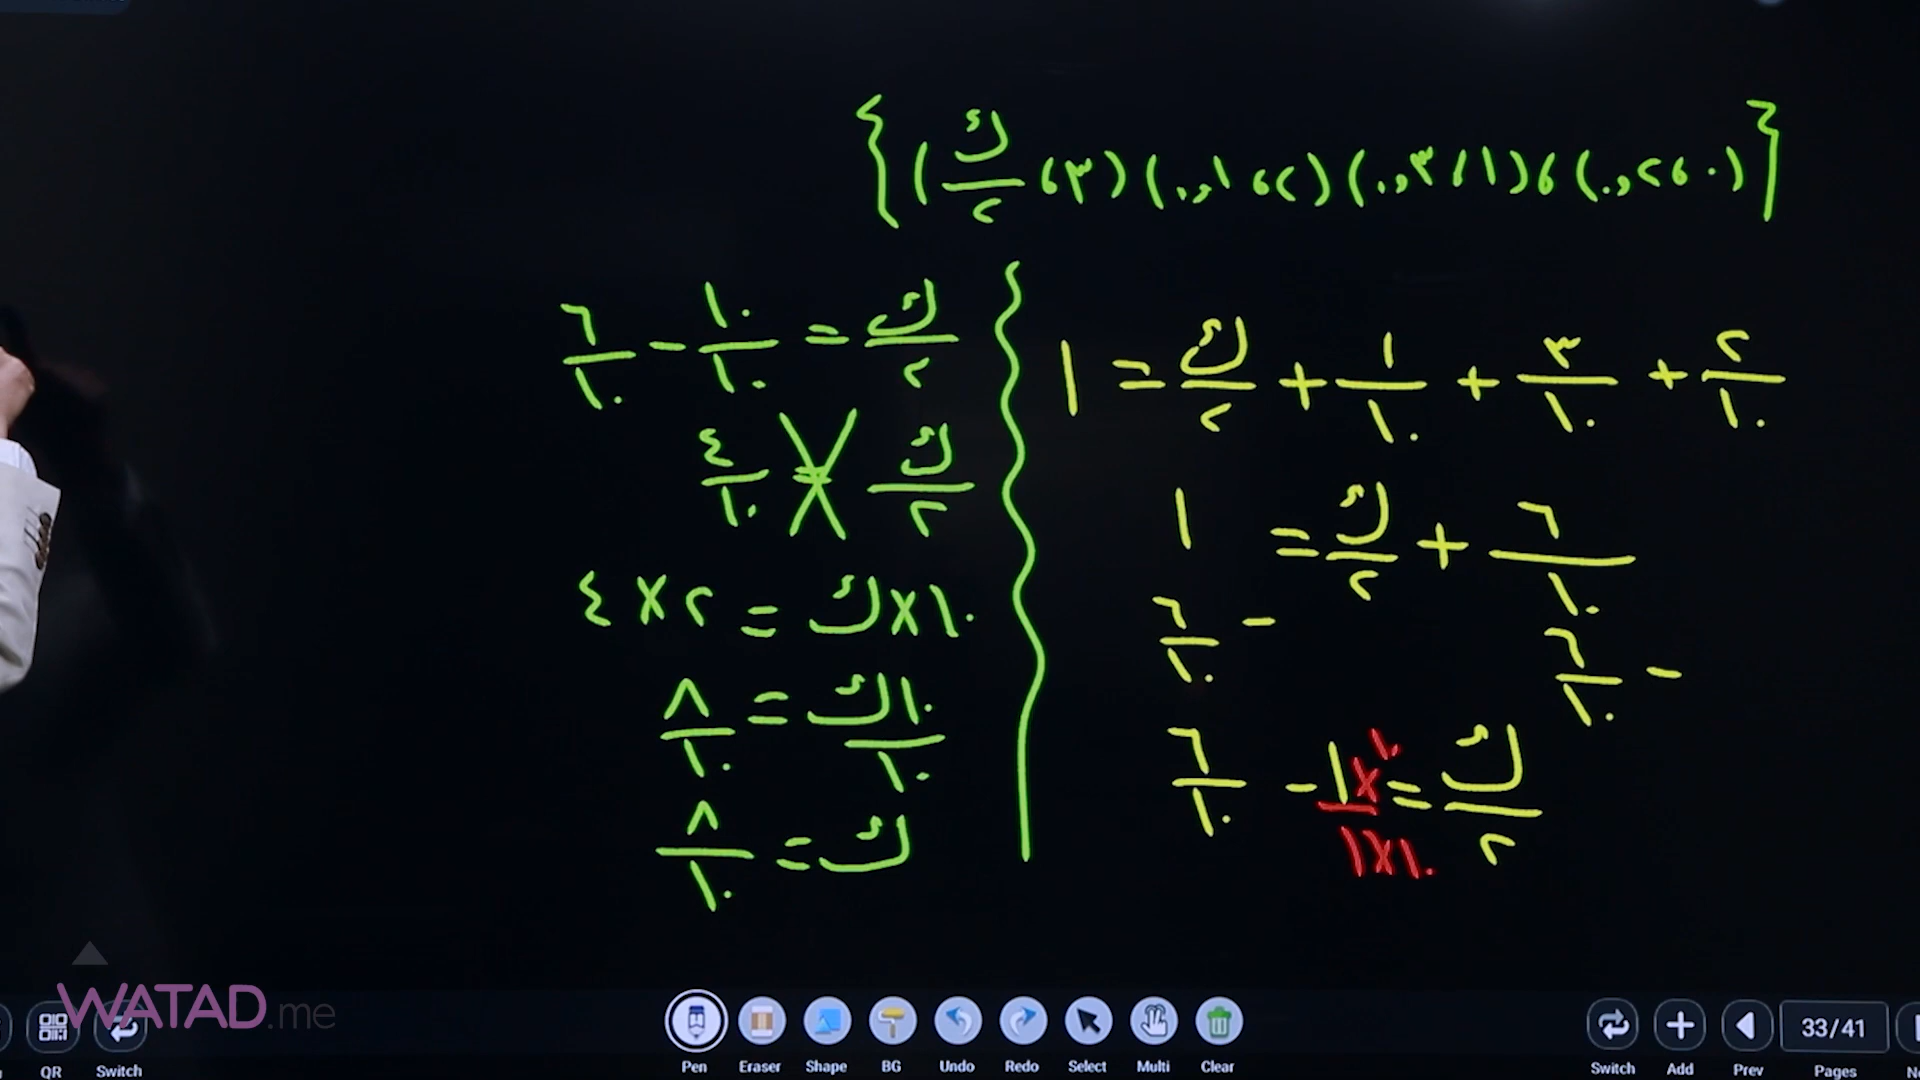 {(٠,٢ ، ٠) ، (٠,٣ ، ١) (٠,١ ، ٢) (٣ ، ك/٢)}
٢/١٠ + ٣/١٠ + ١/١٠ + ك/٢ = ١
٦/١٠ + ك/٢ = ١
- ٦/١٠ - ٦/١٠
ك/٢ = ١×١٠/١×١٠ - ٦/١٠
ك/٢ = ١٠/١٠ - ٦/١٠
ك/٢ = ٤/١٠
١٠×ك = ٢×٤
١٠ك/١٠ = ٨/١٠
ك = ٨/١٠
WATAD.me
QR Switch Pen Eraser Shape BG Undo Redo Select Multi Clear Switch Add Prev Pages
33/41